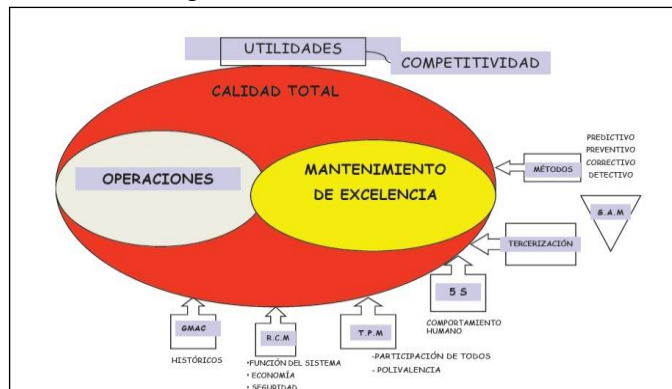 UTILIDADES
COMPETITIVIDAD
CALIDAD TOTAL
OPERACIONES
MANTENIMIENTO
DE EXCELENCIA
PREDICTIVO
PREVENTIVO
CORRECTIVO
DETECTIVO
MÉTODOS
G.A.M
TERCERIZACIÓN
5 S
COMPORTAMIENTO
HUMANO
GMAC
HISTÓRICOS
R.C.M
•FUNCIÓN DEL SISTEMA
• ECONOMÍA
• SEGURIDAD
T.P.M
-PARTICIPACIÓN DE TODOS
- POLIVALENCIA